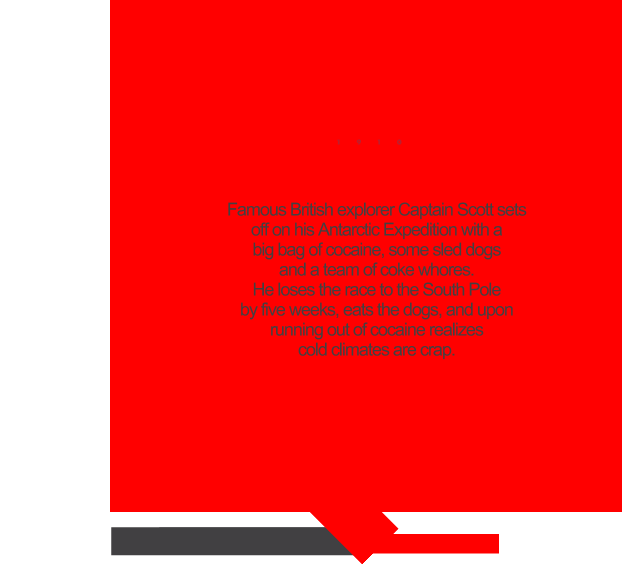 Famous British explorer Captain Scott sets
off on his Antarctic Expedition with a
big bag of cocaine, some sled dogs
and a team of coke whores.
He loses the race to the South Pole
by five weeks, eats the dogs, and upon
running out of cocaine realizes
cold climates are crap.